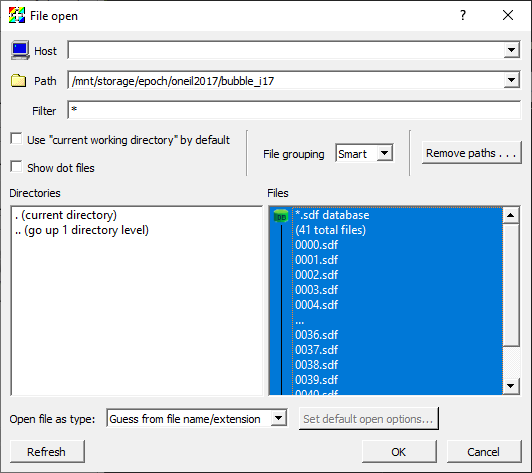 File open
?
Host
Path /mnt/storage/epoch/oneil2017/bubble_i17
Filter *
Use "current working directory" by default
Show dot files
File grouping Smart
Remove paths . . .
Directories
. (current directory)
.. (go up 1 directory level)
Files
*.sdf database
(41 total files)
0000.sdf
0001.sdf
0002.sdf
0003.sdf
0004.sdf
...
0036.sdf
0037.sdf
0038.sdf
0039.sdf
0040.sdf
Open file as type: Guess from file name/extension
Set default open options...
Refresh
OK
Cancel